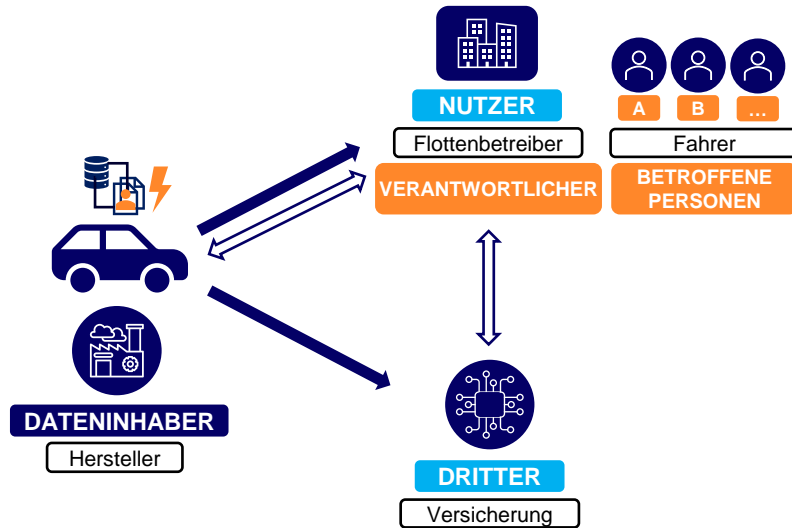 NUTZER
Flottenbetreiber
VERANTWORTLICHER
A
B
...
Fahrer
BETROFFENE
PERSONEN
DATENINHABER
Hersteller
DRITTER
Versicherung